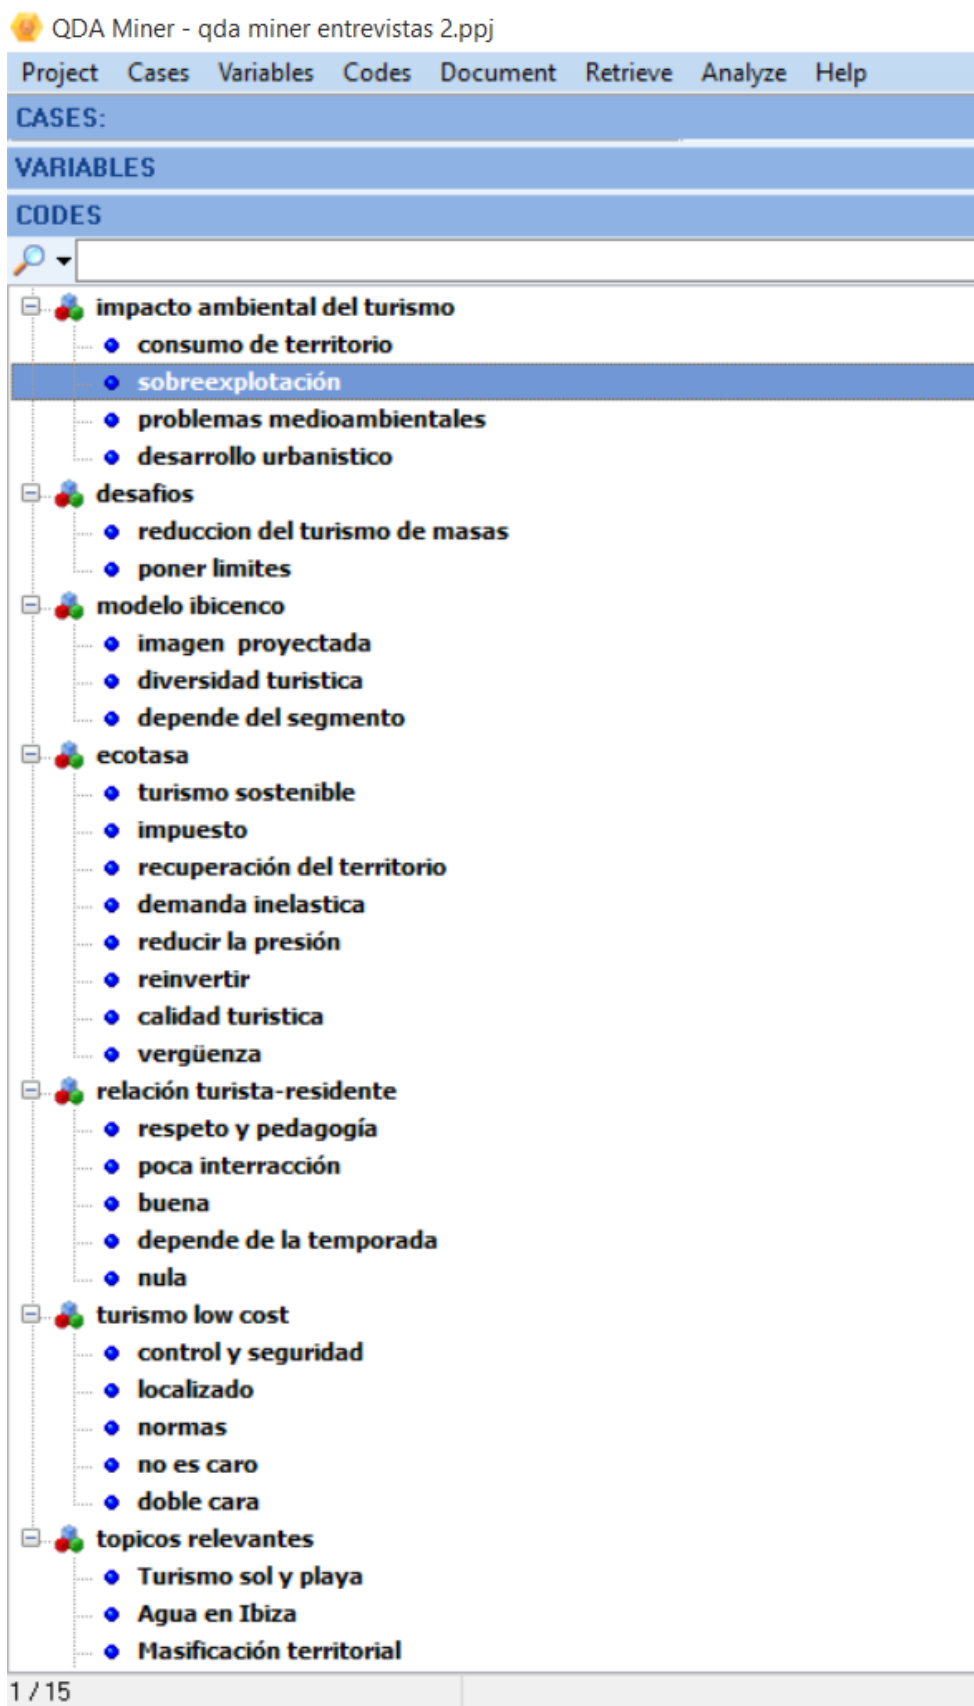 QDA Miner - qda miner entrevistas 2.ppj
Project Cases Variables Codes Document Retrieve Analyze Help
CASES:
VARIABLES
CODES
impacto ambiental del turismo
consumo de territorio
sobreexplotación
problemas medioambientales
desarrollo urbanistico
desafios
reduccion del turismo de masas
poner limites
modelo ibicenco
imagen proyectada
diversidad turistica
depende del segmento
ecotasa
turismo sostenible
impuesto
recuperación del territorio
demanda inelastica
reducir la presión
reinvertir
calidad turistica
vergüenza
relación turista-residente
respeto y pedagogía
poca interracción
buena
depende de la temporada
nula
turismo low cost
control y seguridad
localizado
normas
no es caro
doble cara
topicos relevantes
Turismo sol y playa
Agua en Ibiza
Masificación territorial
1 / 15